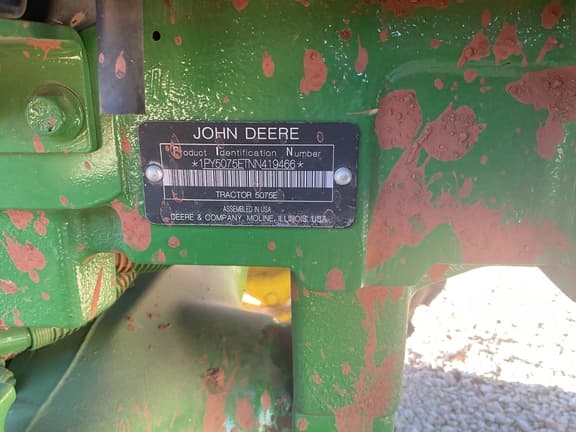 JOHN DEERE
Product Identification Number
*1PY5075ETNN419466*
TRACTOR 5075E
ASSEMBLED IN USA
DEERE & COMPANY, MOLINE, ILLINOIS, USA